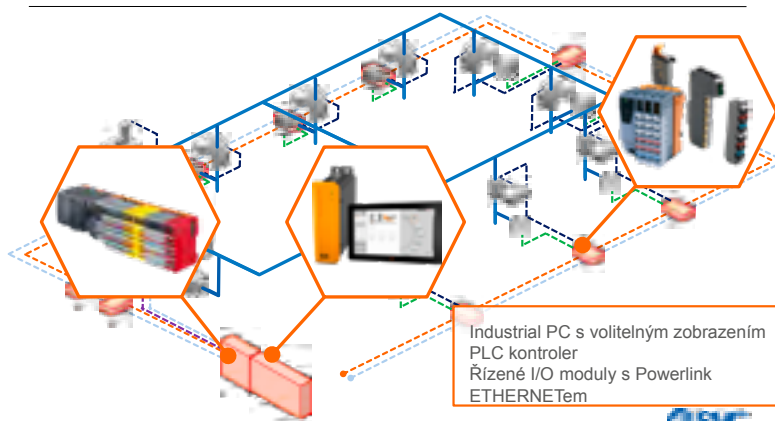 Industrial PC s volitelným zobrazením
PLC kontroler
Řízené I/O moduly s Powerlink
ETHERNETem